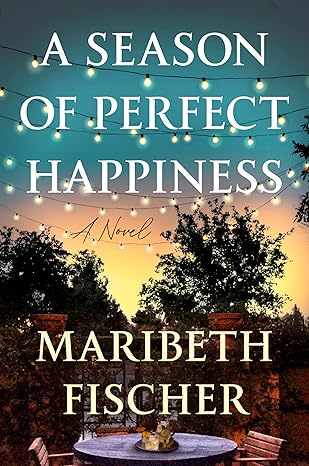 A SEASON
OF PERFECT
HAPPINESS
A Novel
MARIBETH
FISCHER